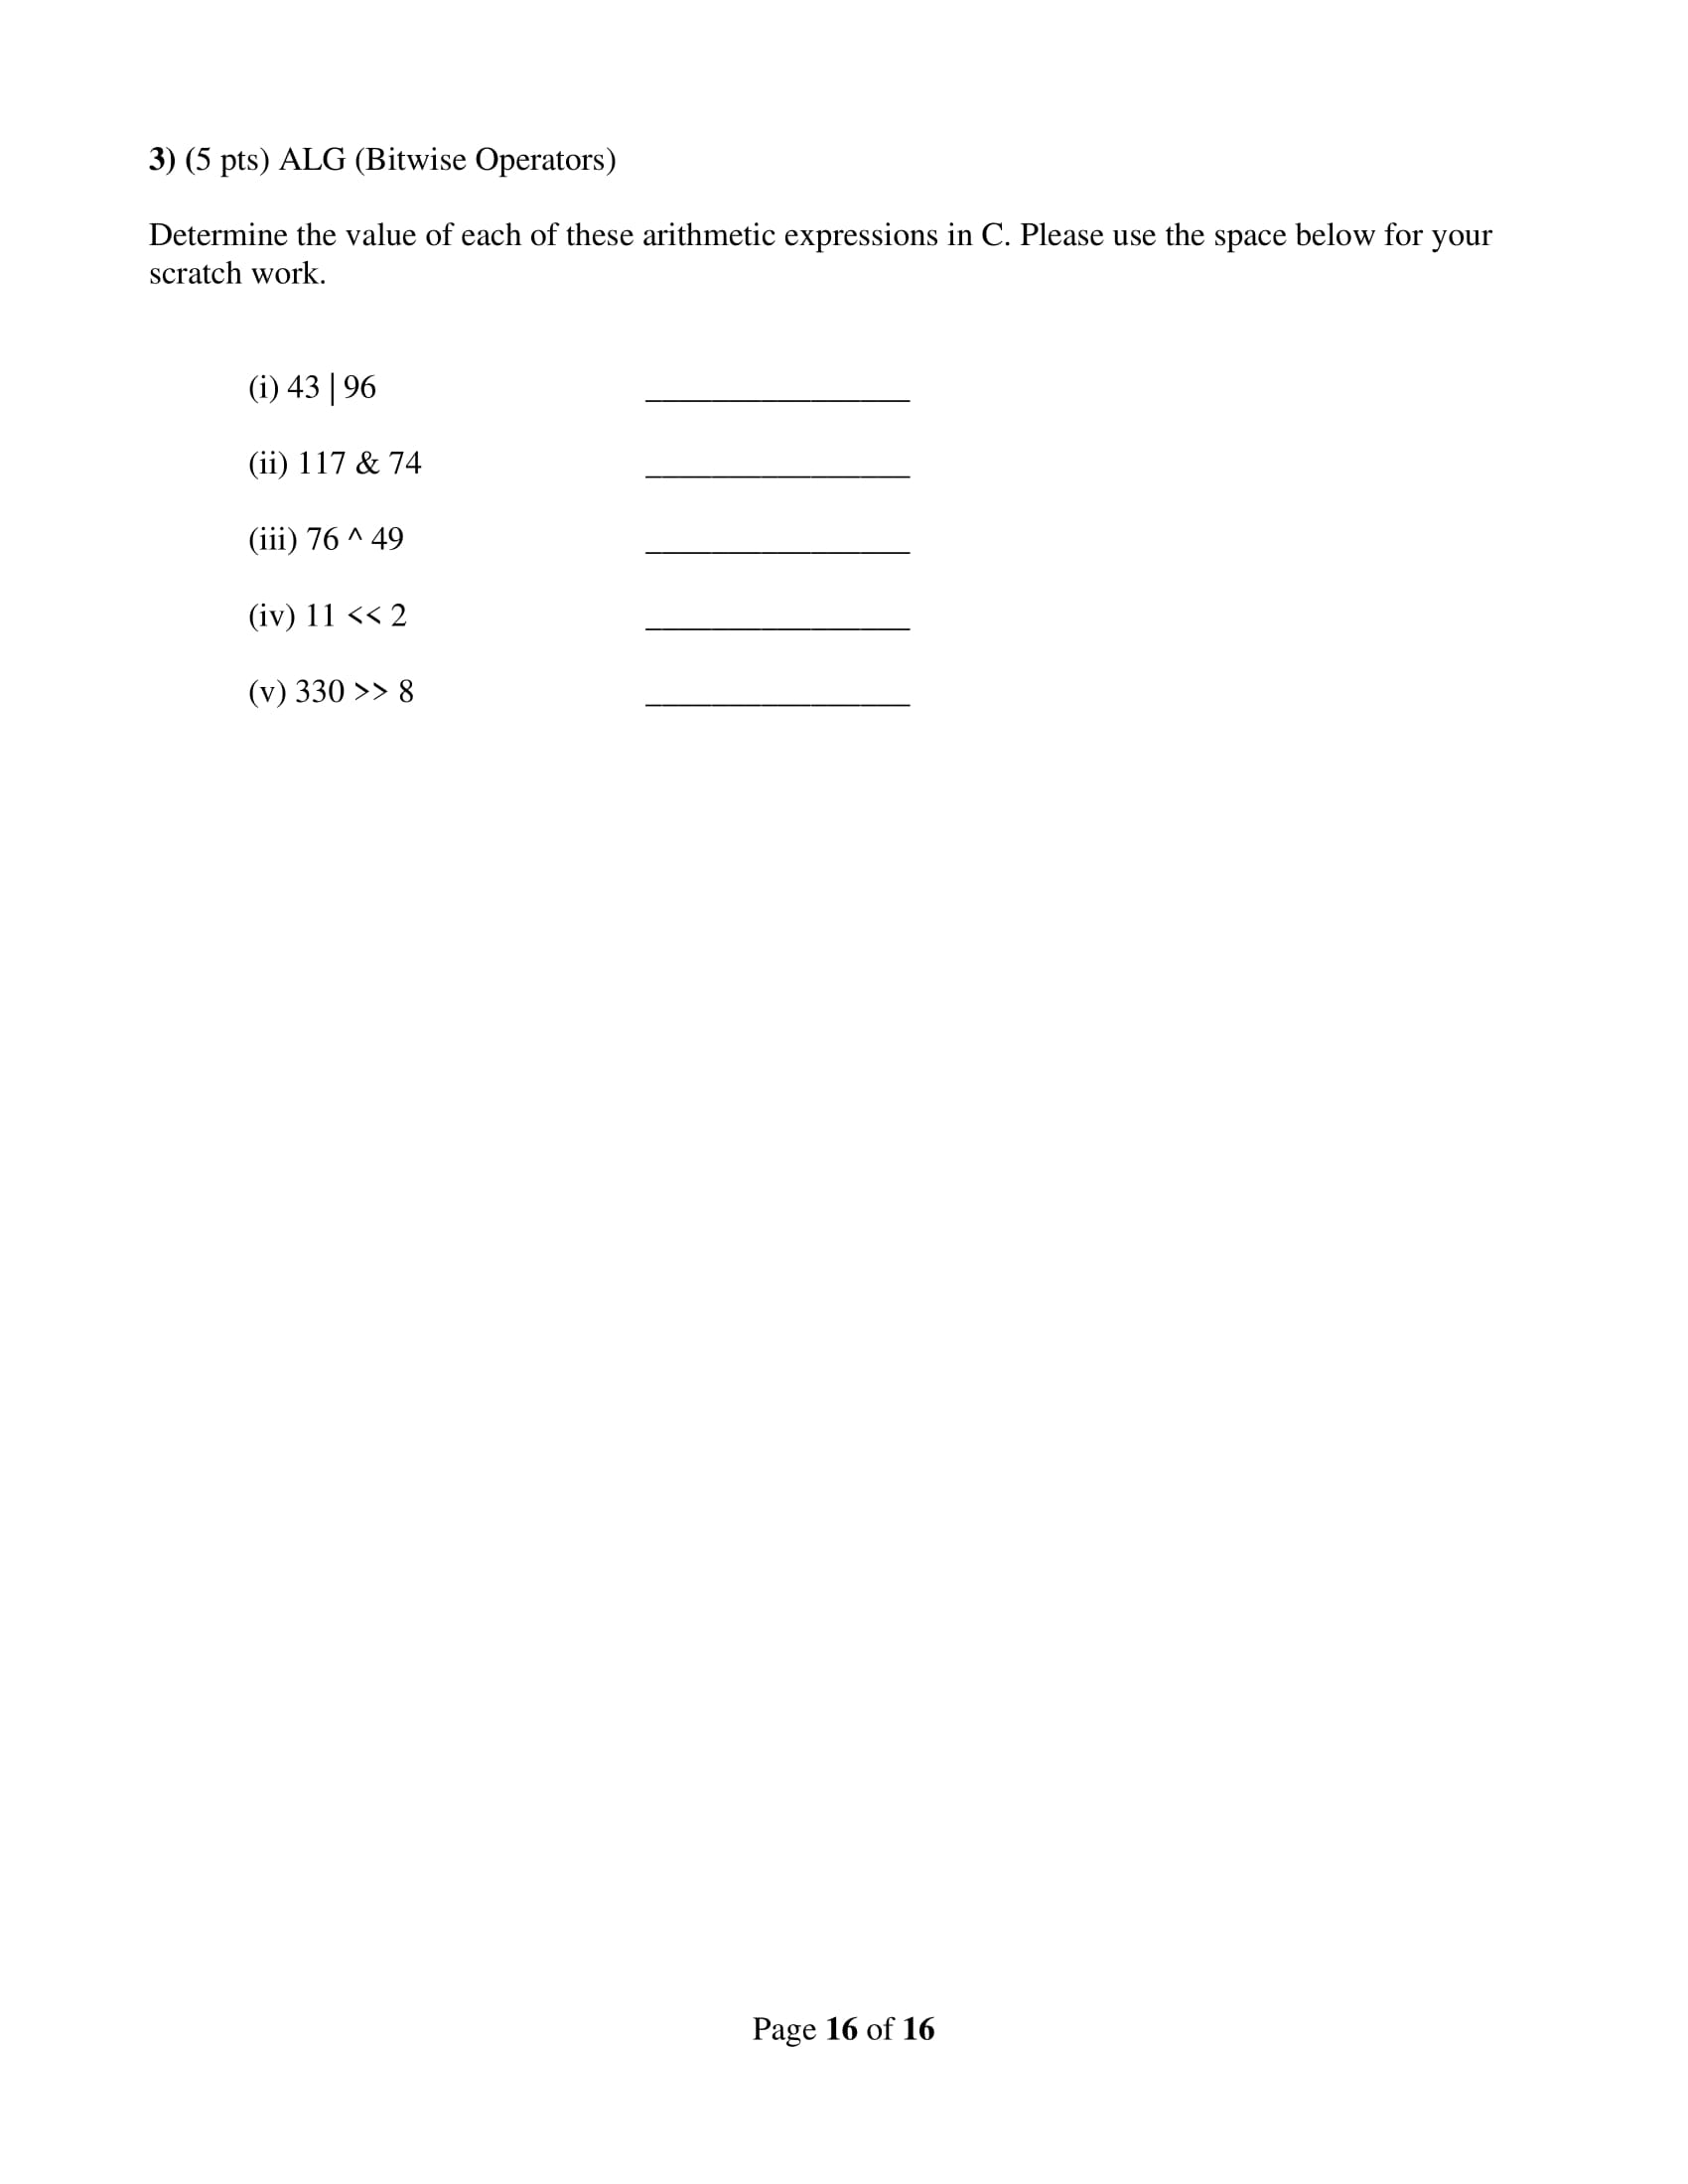 3) (5 pts) ALG (Bitwise Operators)
Determine the value of each of these arithmetic expressions in C. Please use the space below for your
scratch work.
(i) 43 | 96 ________________
(ii) 117 & 74 ________________
(iii) 76 ^ 49 ________________
(iv) 11 << 2 ________________
(v) 330 >> 8 ________________
Page 16 of 16